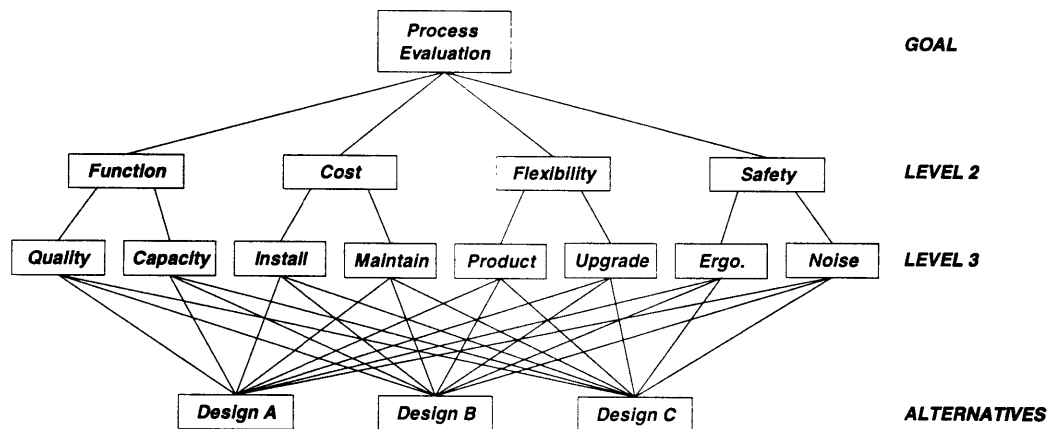 Process
Evaluation
GOAL
Function
Cost
Flexibility
Safety
LEVEL 2
Quality
Capacity
Install
Maintain
Product
Upgrade
Ergo.
Noise
LEVEL 3
Design A
Design B
Design C
ALTERNATIVES